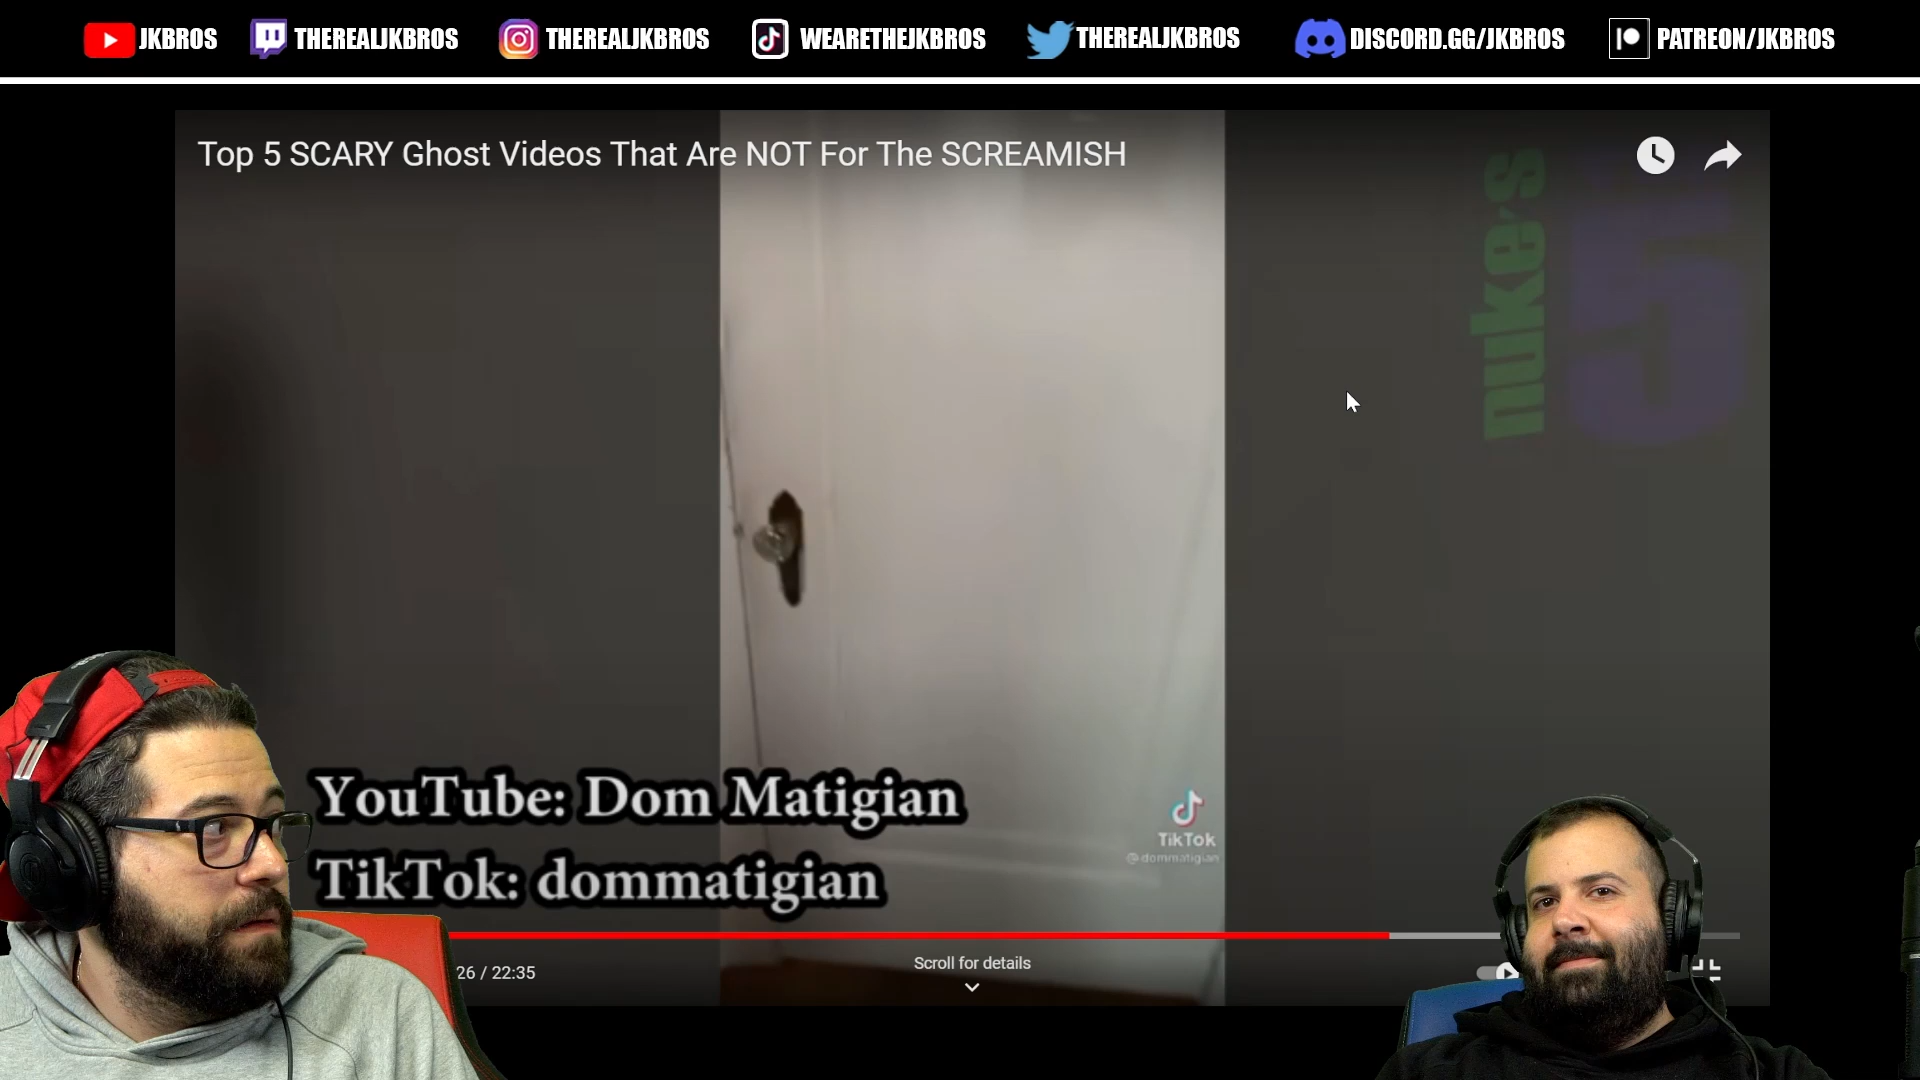 JKBROS
THEREALJKBROS
THEREALJKBROS
WEARETHEJKBROS
THEREALJKBROS
DISCORD.GG/JKBROS
PATREON/JKBROS
Top 5 SCARY Ghost Videos That Are NOT For The SCREAMISH
nuke's
5
YouTube: Dom Matigian
TikTok: dommatigian
TikTok
@dommatigian
26 / 22:35
Scroll for details